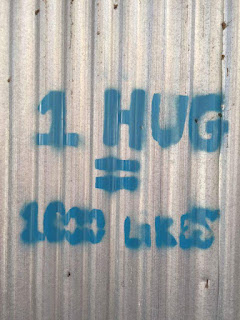 1 HUG
=
1000 LIKES